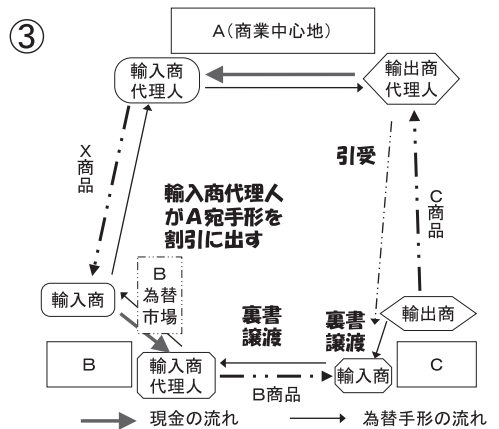 ③
A(商業中心地)
輸入商
代理人
輸出商
代理人
X商品
引受
C商品
輸入商代理人
がA宛手形を
割引に出す
輸入商
B
為替
市場
裏書
譲渡
裏書
譲渡
輸出商
B
輸入商
代理人
B商品
輸入商
C
現金の流れ
為替手形の流れ